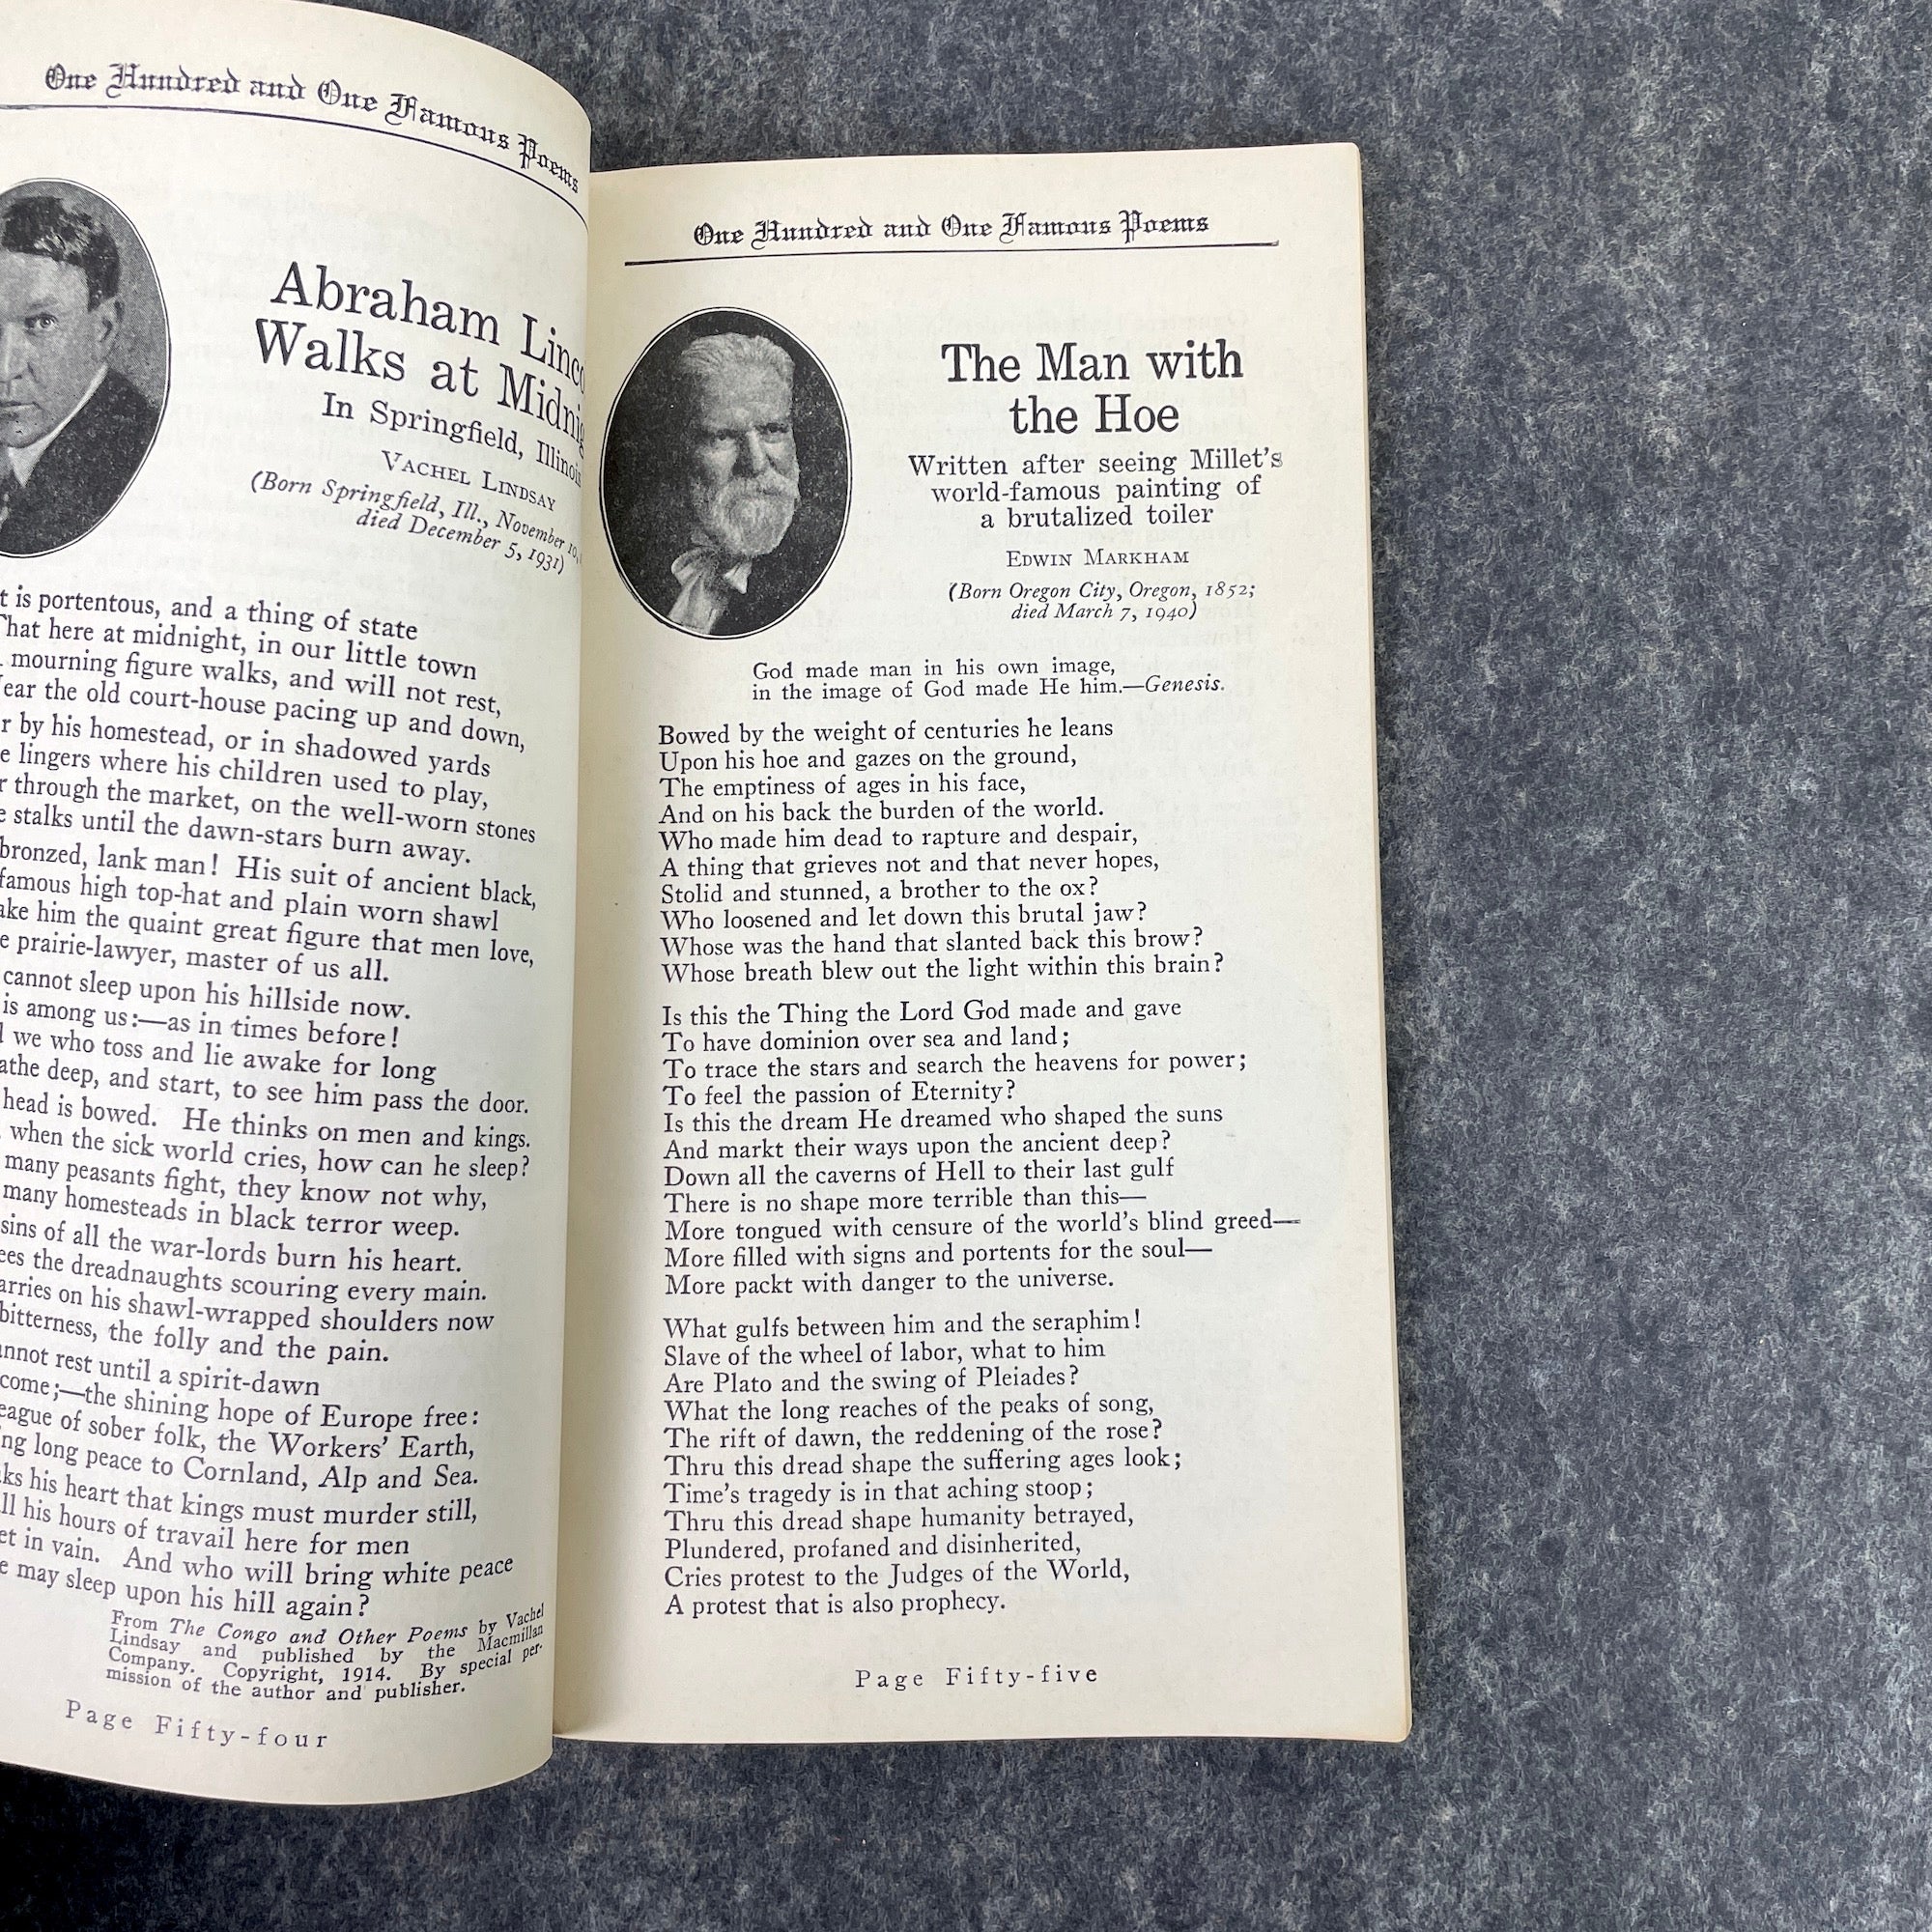 One Hundred and One Famous Poems
Abraham
Walks at
In Springfield,
VACHEL LINDSAY
(Born Springfield, Ill., November 10,
died December 5, 1931)
is portentous, and a thing of state
That here at midnight, in our little town
mourning figure walks, and will not rest,
the old court-house pacing up and down,
by his homestead, or in shadowed yards
lingers where his children used to play,
through the market, on the well-worn stones
stalks until the dawn-stars burn away.
bronzed, lank man! His suit of ancient black,
famous high top-hat and plain worn shawl
him the quaint great figure that men love,
prairie-lawyer, master of us all.
cannot sleep upon his hillside now.
is among us:—as in times before!
we who toss and lie awake for long
deep, and start, to see him pass the door.
head is bowed. He thinks on men and kings.
when the sick world cries, how can he sleep?
many peasants fight, they know not why,
many homesteads in black terror weep.
sins of all the war-lords burn his heart.
the dreadnaughts scouring every main.
on his shawl-wrapped shoulders now
bitterness, the folly and the pain.
rest until a spirit-dawn
come;—the shining hope of Europe free:
of sober folk, the Workers' Earth,
long peace to Cornland, Alp and Sea.
his heart that kings must murder still,
his hours of travail here for men
in vain. And who will bring white peace
may sleep upon his hill again?
From The Congo and Other Poems by Vachel
Lindsay and published by the Macmillan
Company. Copyright, 1914. By special per-
mission of the author and publisher.
Page Fifty-four
One Hundred and One Famous Poems
The Man with
the Hoe
Written after seeing Millet's
world-famous painting of
a brutalized toiler
EDWIN MARKHAM
(Born Oregon City, Oregon, 1852;
died March 7, 1940)
God made man in his own image,
in the image of God made He him.—Genesis.
Bowed by the weight of centuries he leans
Upon his hoe and gazes on the ground,
The emptiness of ages in his face,
And on his back the burden of the world.
Who made him dead to rapture and despair,
A thing that grieves not and that never hopes,
Stolid and stunned, a brother to the ox?
Who loosened and let down this brutal jaw?
Whose was the hand that slanted back this brow?
Whose breath blew out the light within this brain?
Is this the Thing the Lord God made and gave
To have dominion over sea and land;
To trace the stars and search the heavens for power;
To feel the passion of Eternity?
Is this the dream He dreamed who shaped the suns
And markt their ways upon the ancient deep?
Down all the caverns of Hell to their last gulf
There is no shape more terrible than this—
More tongued with censure of the world's blind greed—
More filled with signs and portents for the soul—
More packt with danger to the universe.
What gulfs between him and the seraphim!
Slave of the wheel of labor, what to him
Are Plato and the swing of Pleiades?
What the long reaches of the peaks of song,
The rift of dawn, the reddening of the rose?
Thru this dread shape the suffering ages look;
Time's tragedy is in that aching stoop;
Thru this dread shape humanity betrayed,
Plundered, profaned and disinherited,
Cries protest to the Judges of the World,
A protest that is also prophecy.
Page Fifty-five